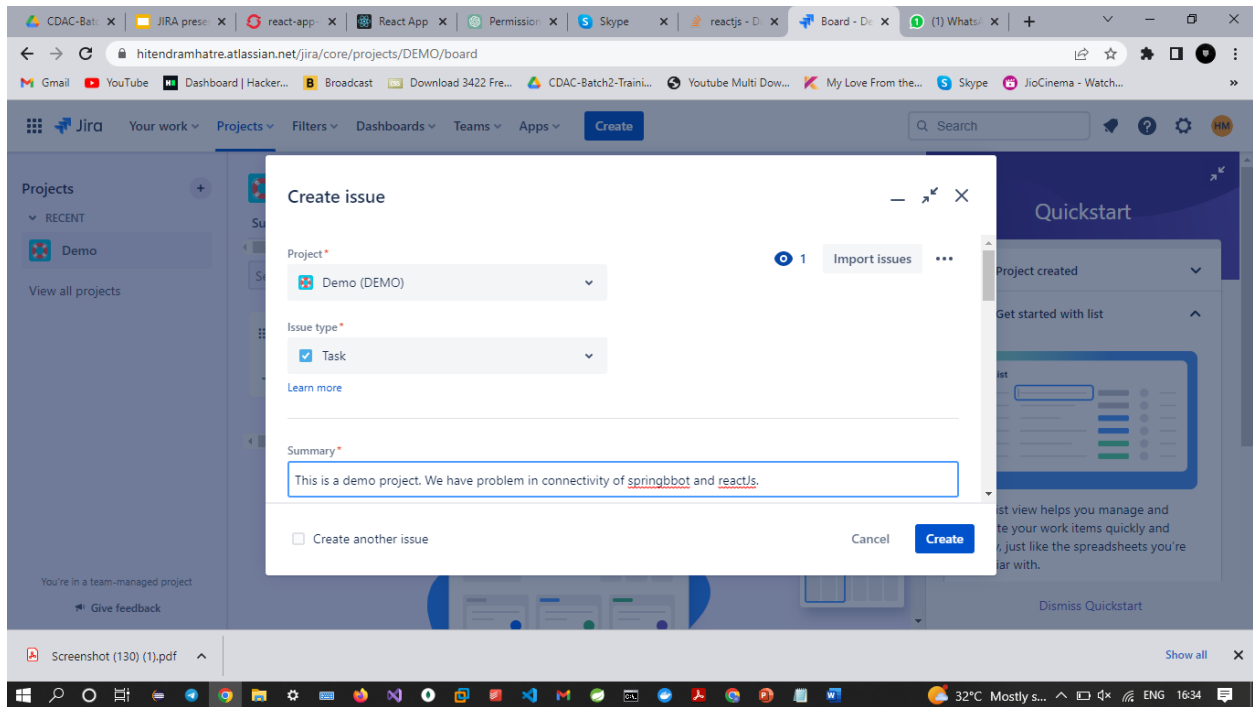 CDAC-Batc
JIRA prese
react-app-
React App
Permission
Skype
reactjs - D
Board - De
(1) WhatsA
hitendramhatre.atlassian.net/jira/core/projects/DEMO/board
Gmail
YouTube
Dashboard | Hacker...
Broadcast
Download 3422 Fre...
CDAC-Batch2-Traini...
Youtube Multi Dow...
My Love From the...
Skype
JioCinema - Watch...
»
Jira
Your work
Projects
Filters
Dashboards
Teams
Apps
Create
Search
HM
Projects
+
RECENT
Demo
View all projects
You're in a team-managed project
Give feedback
Su
Se
Create issue
Project*
1
Import issues
Demo (DEMO)
Issue type*
Task
Learn more
Summary*
This is a demo project. We have problem in connectivity of springbbot and reactJs.
Create another issue
Cancel
Create
Quickstart
Project created
Get started with list
ist
ist view helps you manage and
te your work items quickly and
, just like the spreadsheets you're
iar with.
Dismiss Quickstart
Screenshot (130) (1).pdf
Show all
32°C Mostly s...
ENG
16:34